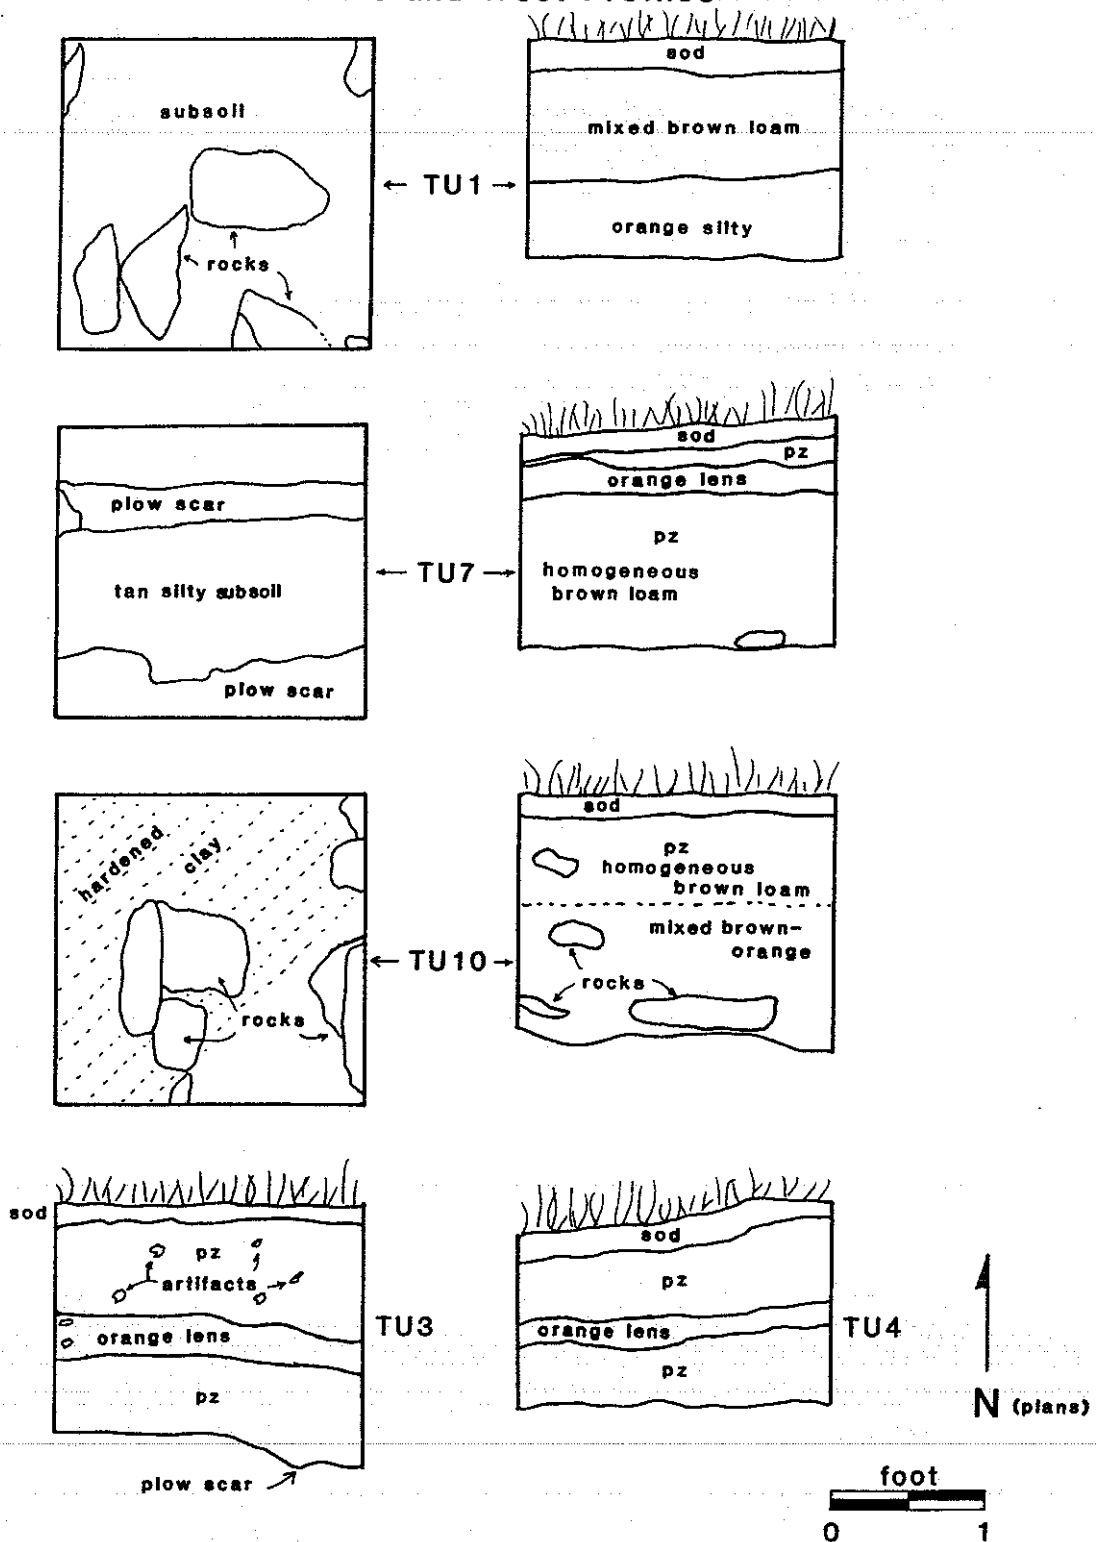 sod
subsoil
mixed brown loam
← TU1 →
orange silty
rocks
sod
pz
orange lens
plow scar
pz
← TU7 →
homogeneous
brown loam
tan silty subsoil
plow scar
sod
hardened clay
pz
homogeneous
brown loam
mixed brown-
orange
← TU10 →
rocks
rocks
sod
pz
artifacts
orange lens
TU3
pz
plow scar
sod
pz
orange lens
TU4
pz
N (plans)
foot
0 1